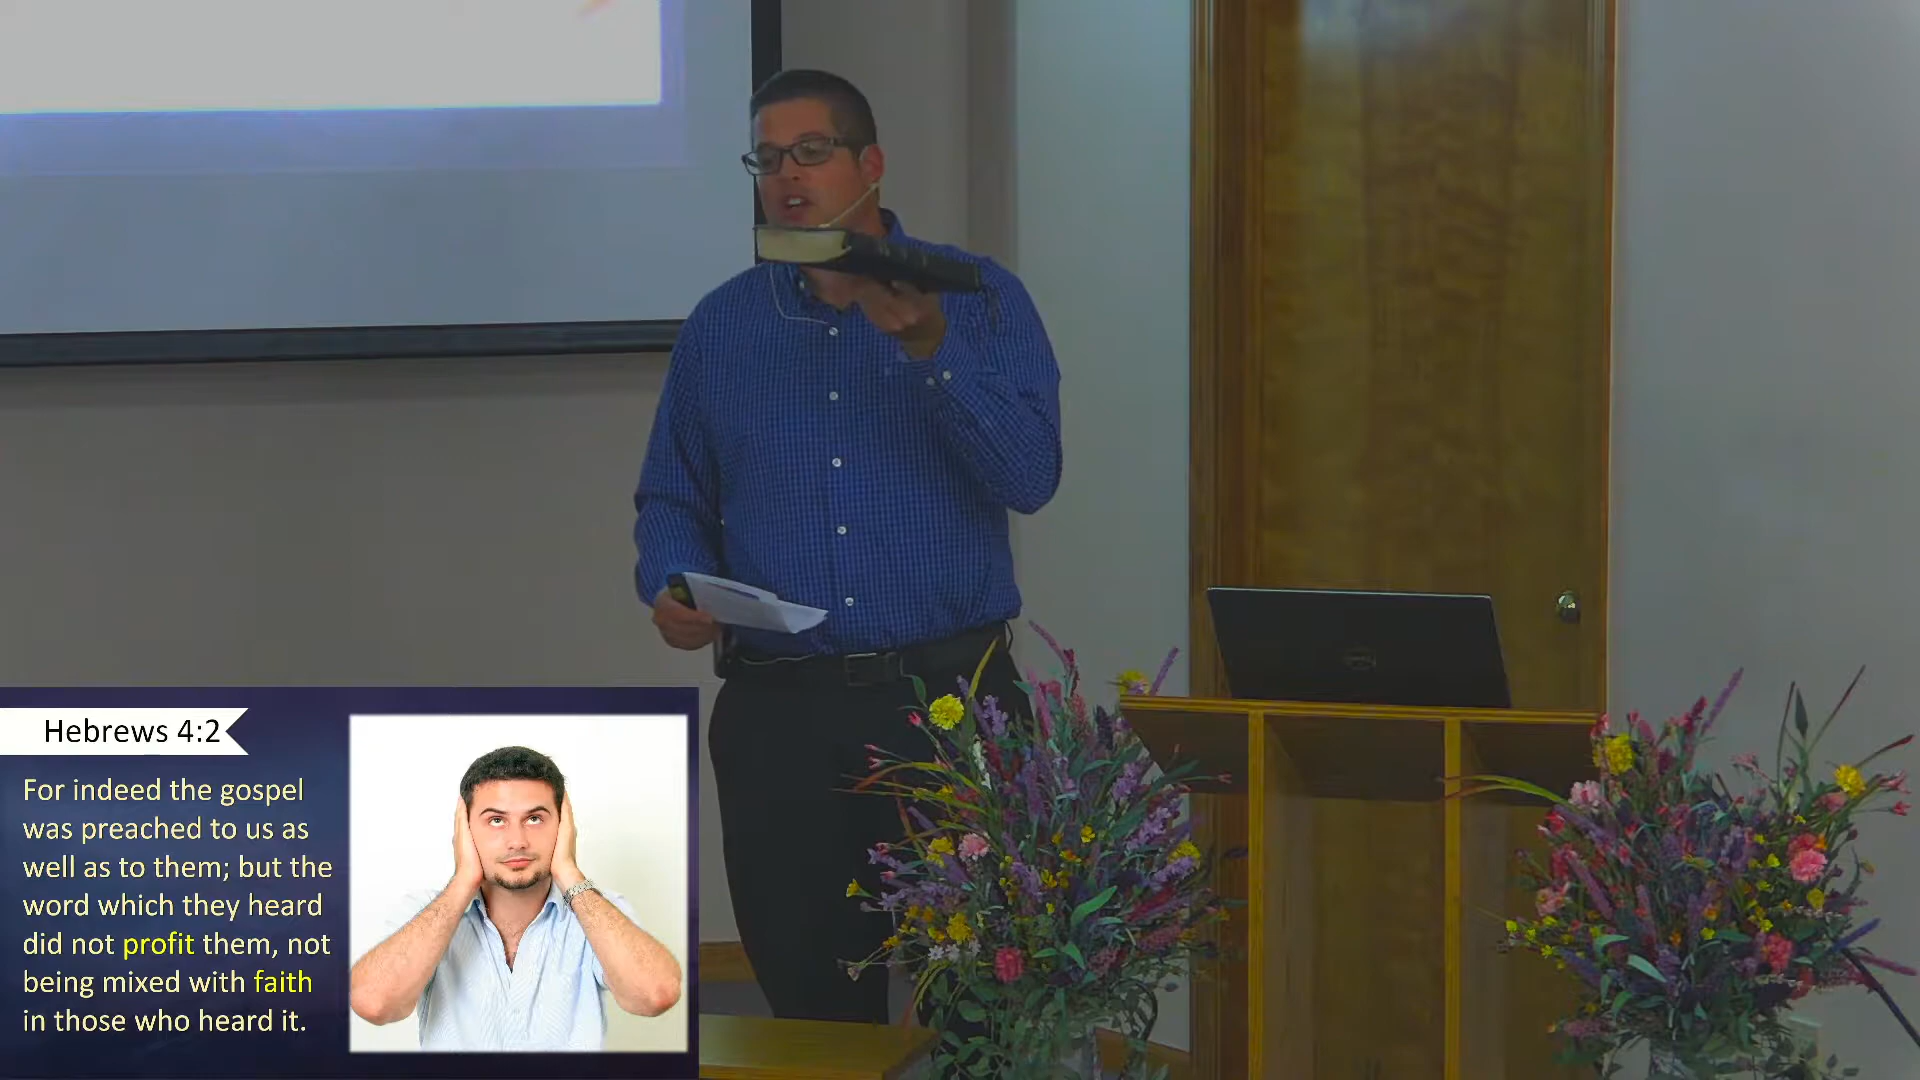 Hebrews 4:2
For indeed the gospel
was preached to us as
well as to them; but the
word which they heard
did not profit them, not
being mixed with faith
in those who heard it.